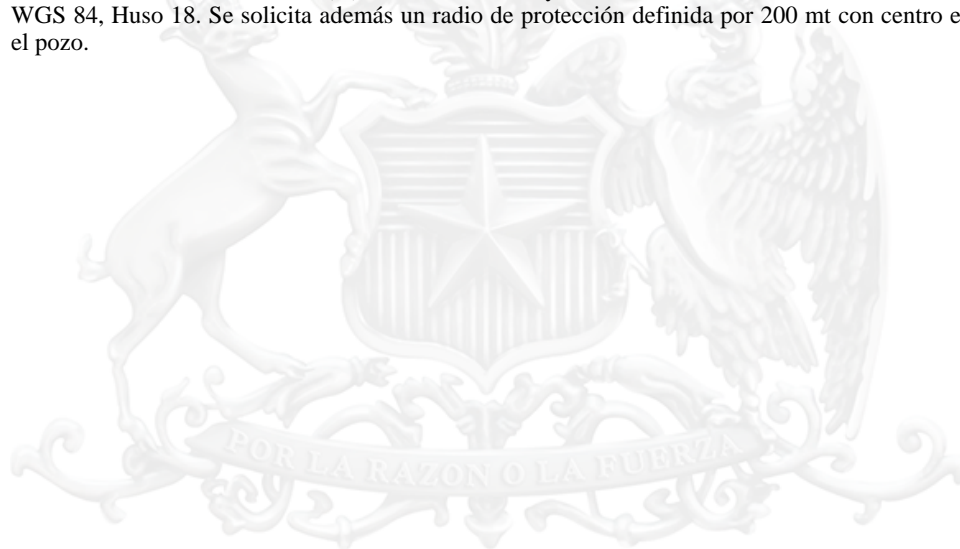 WGS 84, Huso 18. Se solicita además un radio de protección definida por 200 mt con centro e
el pozo.
POR LA RAZON O LA FUERZA